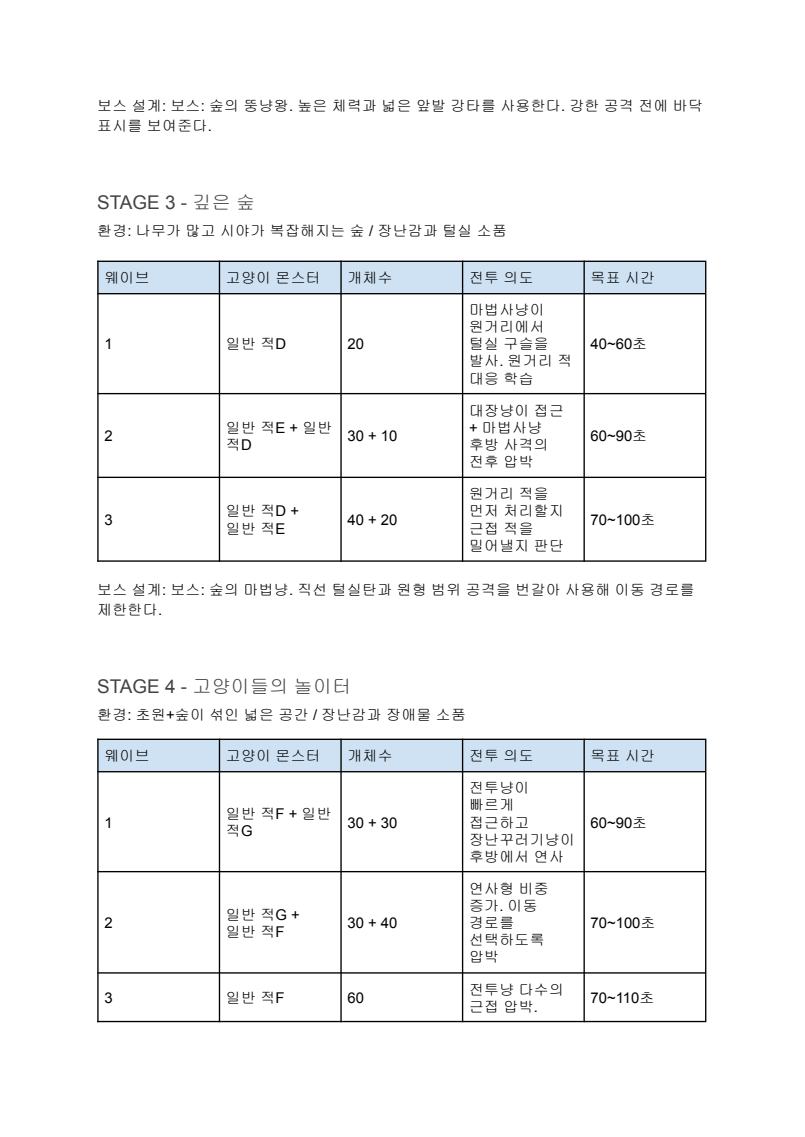 보스 설계: 보스: 숲의 뚱냥왕. 높은 체력과 넓은 앞발 강타를 사용한다. 강한 공격 전에 바닥
표시를 보여준다.
STAGE 3 - 깊은 숲
환경: 나무가 많고 시야가 복잡해지는 숲 / 장난감과 털실 소품
웨이브 고양이 몬스터 개체수 전투 의도 목표 시간
1 일반 적D 20 마법사냥이
원거리에서
털실 구슬을
발사. 원거리 적
대응 학습 40~60초
2 일반 적E + 일반
적D 30 + 10 대장냥이 접근
+ 마법사냥
후방 사격의
전후 압박 60~90초
3 일반 적D +
일반 적E 40 + 20 원거리 적을
먼저 처리할지
근접 적을
밀어낼지 판단 70~100초
보스 설계: 보스: 숲의 마법냥. 직선 털실탄과 원형 범위 공격을 번갈아 사용해 이동 경로를
제한한다.
STAGE 4 - 고양이들의 놀이터
환경: 초원+숲이 섞인 넓은 공간 / 장난감과 장애물 소품
웨이브 고양이 몬스터 개체수 전투 의도 목표 시간
1 일반 적F + 일반
적G 30 + 30 전투냥이
빠르게
접근하고
장난꾸러기냥이
후방에서 연사 60~90초
2 일반 적G +
일반 적F 30 + 40 연사형 비중
증가. 이동
경로를
선택하도록
압박 70~100초
3 일반 적F 60 전투냥 다수의
근접 압박. 70~110초